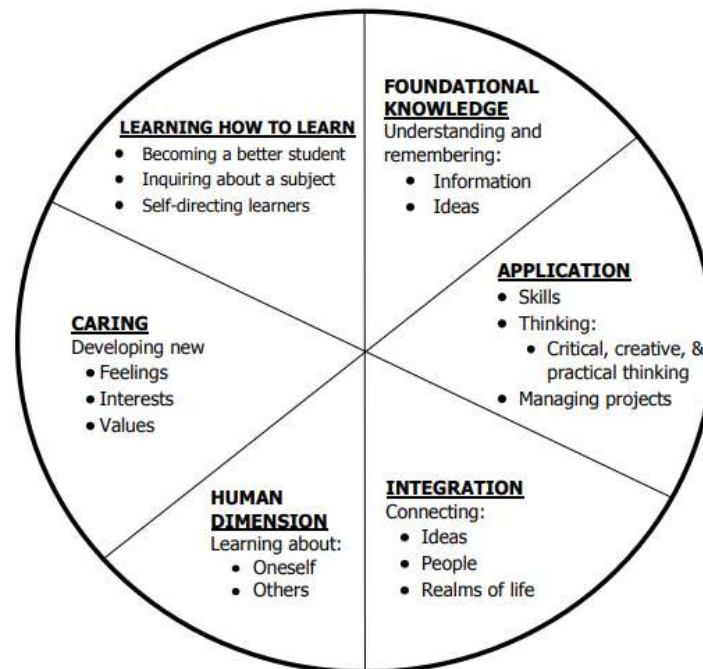 FOUNDATIONAL
KNOWLEDGE
Understanding and
remembering:
• Information
• Ideas
APPLICATION
• Skills
• Thinking:
• Critical, creative, &
practical thinking
• Managing projects
INTEGRATION
Connecting:
• Ideas
• People
• Realms of life
HUMAN
DIMENSION
Learning about:
• Oneself
• Others
CARING
Developing new
• Feelings
• Interests
• Values
LEARNING HOW TO LEARN
• Becoming a better student
• Inquiring about a subject
• Self-directing learners